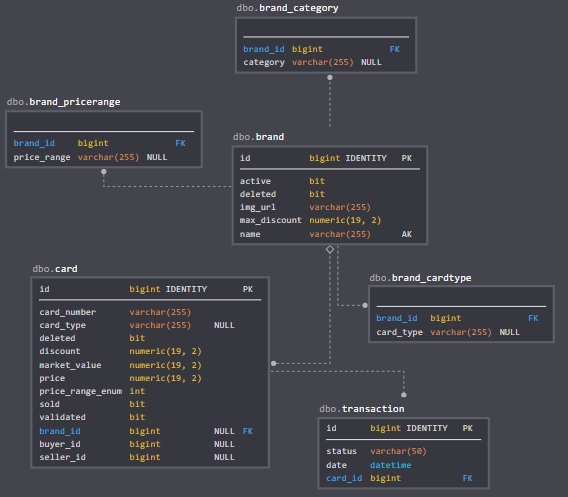 dbo.brand_category
brand_id bigint FK
category varchar(255) NULL
dbo.brand_pricerange
brand_id bigint FK
price_range varchar(255) NULL
dbo.brand
id bigint IDENTITY PK
active bit
deleted bit
img_url varchar(255)
max_discount numeric(19, 2)
name varchar(255) AK
dbo.card
id bigint IDENTITY PK
card_number varchar(255)
card_type varchar(255) NULL
deleted bit
discount numeric(19, 2)
market_value numeric(19, 2)
price numeric(19, 2)
price_range_enum int
sold bit
validated bit
brand_id bigint NULL FK
buyer_id bigint NULL
seller_id bigint NULL
dbo.brand_cardtype
brand_id bigint FK
card_type varchar(255) NULL
dbo.transaction
id bigint IDENTITY PK
status varchar(50)
date datetime
card_id bigint FK